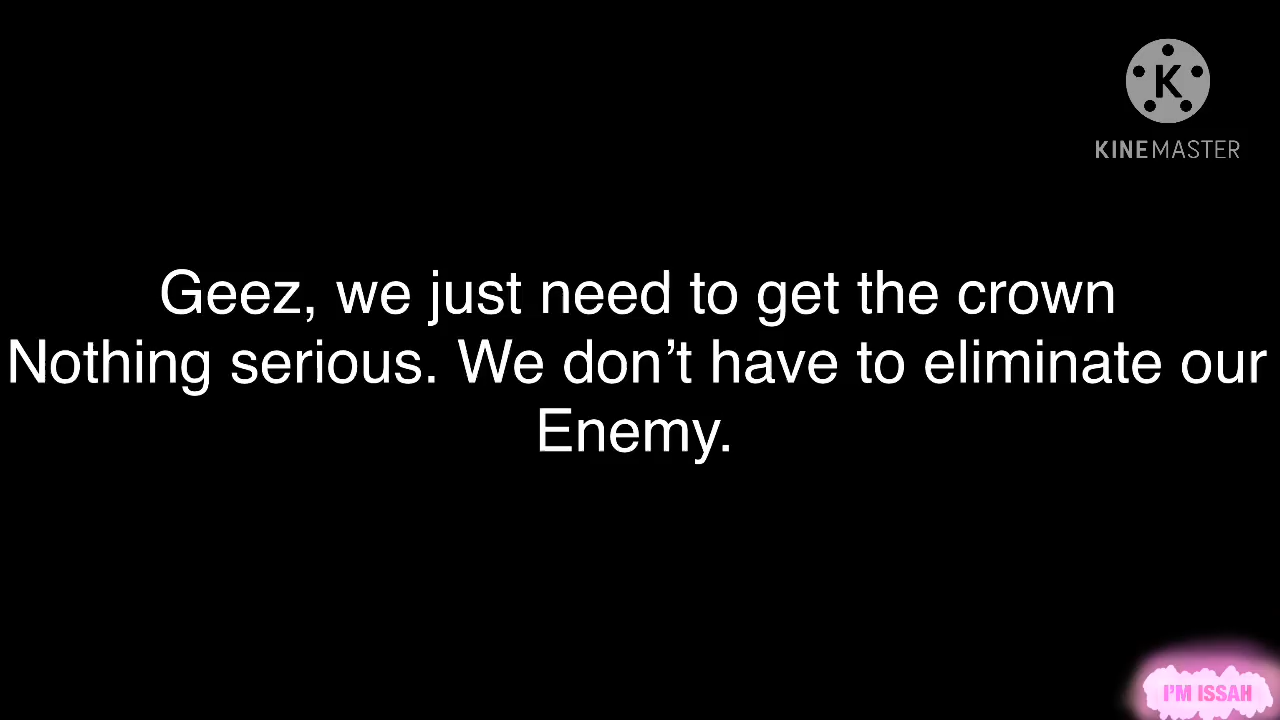 K
KINEMASTER
Geez, we just need to get the crown
Nothing serious. We don’t have to eliminate our
Enemy.
I'M ISSAH